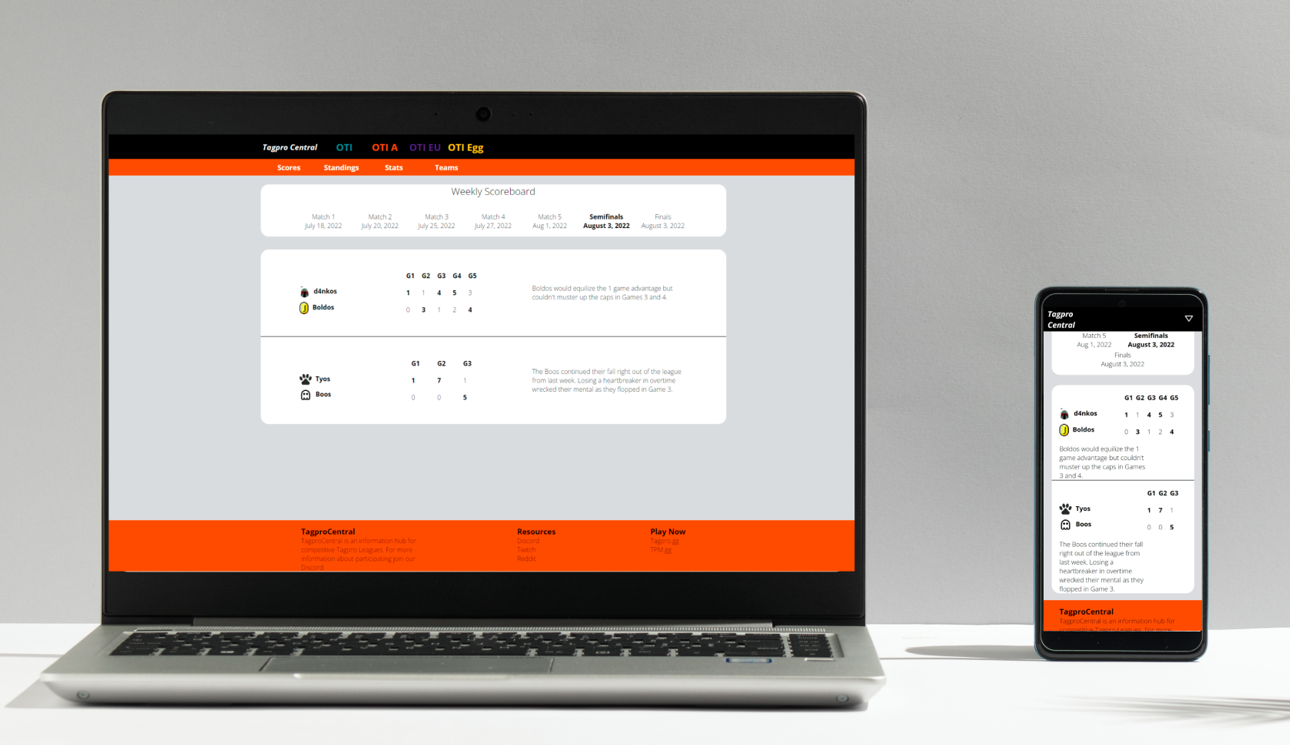 Tagpro Central OTI OTI A OTI EU OTI Egg
Scores Standings Stats Teams
Weekly Scoreboard
Match 1 Match 2 Match 3 Match 4 Match 5 Semifinals Finals
July 18, 2022 July 20, 2022 July 25, 2022 July 27, 2022 Aug 1, 2022 August 3, 2022 August 3, 2022
G1 G2 G3 G4 G5
d4nkos 1 1 4 5 3
Boldos 0 3 1 2 4
Boldos would equilize the 1 game advantage but
couldn't muster up the caps in Games 3 and 4.
G1 G2 G3
Tyos 1 7 1
Boos 0 0 5
The Boos continued their fall right out of the league
from last week. Losing a heartbreaker in overtime
wrecked their mental as they flopped in Game 3.
TagproCentral
TagproCentral is an information hub for
competitive Tagpro Leagues. For more
information about participating join our
Discord
Resources
Discord
Twitch
Reddit
Play Now
Tagpro.gg
TPM.gg
Tagpro
Central
Match 5 Semifinals
Aug 1, 2022 August 3, 2022
Finals
August 3, 2022
G1 G2 G3 G4 G5
d4nkos 1 1 4 5 3
Boldos 0 3 1 2 4
Boldos would equilize the 1
game advantage but couldn't
muster up the caps in Games
3 and 4.
G1 G2 G3
Tyos 1 7 1
Boos 0 0 5
The Boos continued their fall
right out of the league from
last week. Losing a
heartbreaker in overtime
wrecked their mental as they
flopped in Game 3.
TagproCentral
TagproCentral is an information hub for
competitive Tagpro Leagues. For more